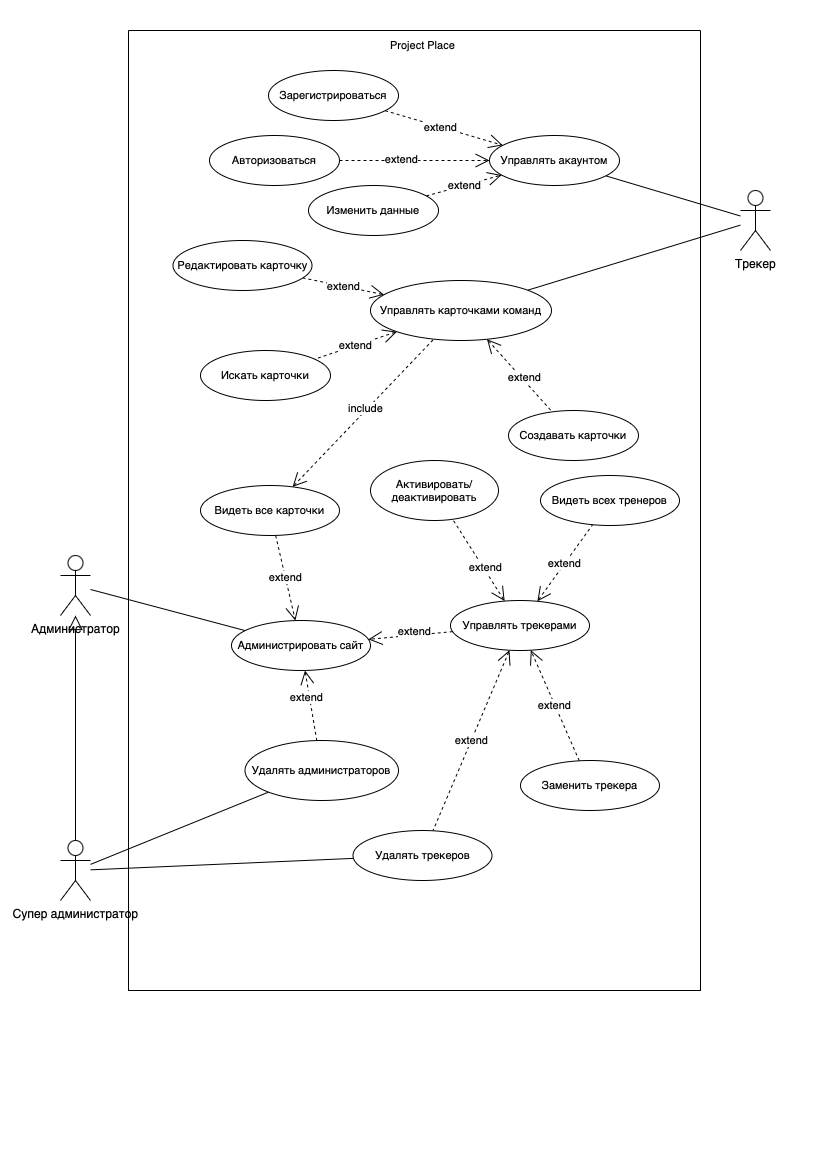 Project Place
Зарегистрироваться
extend
Авторизоваться
extend
Управлять акаунтом
extend
Изменить данные
Трекер
Редактировать карточку
extend
Управлять карточками команд
extend
Искать карточки
extend
include
Создавать карточки
Активировать/
деактивировать
Видеть всех тренеров
Видеть все карточки
extend
extend
extend
Администратор
Управлять трекерами
extend
Администрировать сайт
extend
extend
extend
Удалять администраторов
Заменить трекера
Удалять трекеров
Супер администратор